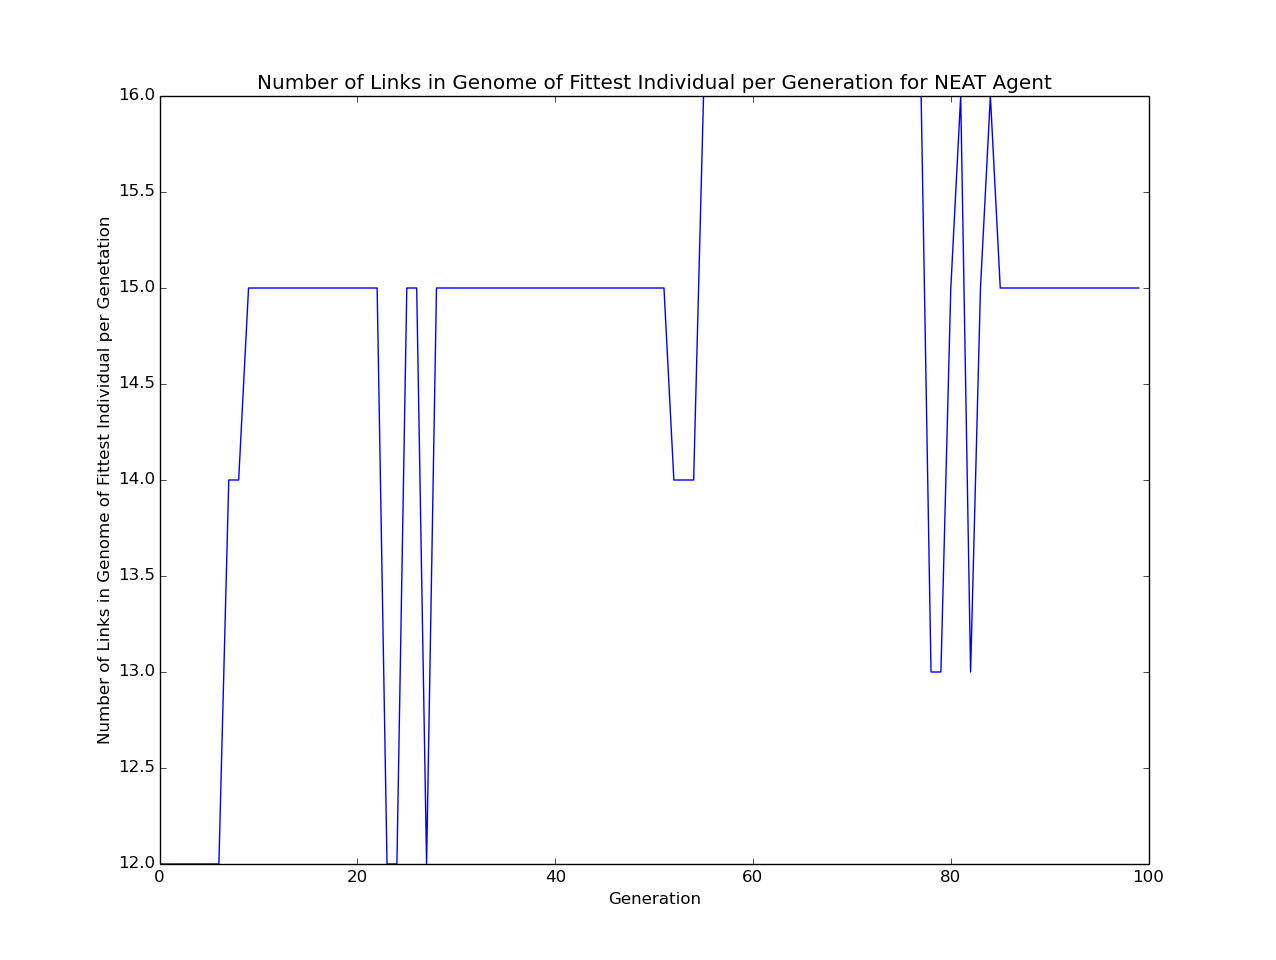 Number of Links in Genome of Fittest Individual per Generation for NEAT Agent
Number of Links in Genome of Fittest Individual per Genetation
16.0
15.5
15.0
14.5
14.0
13.5
13.0
12.5
12.0
0 20 40 60 80 100
Generation